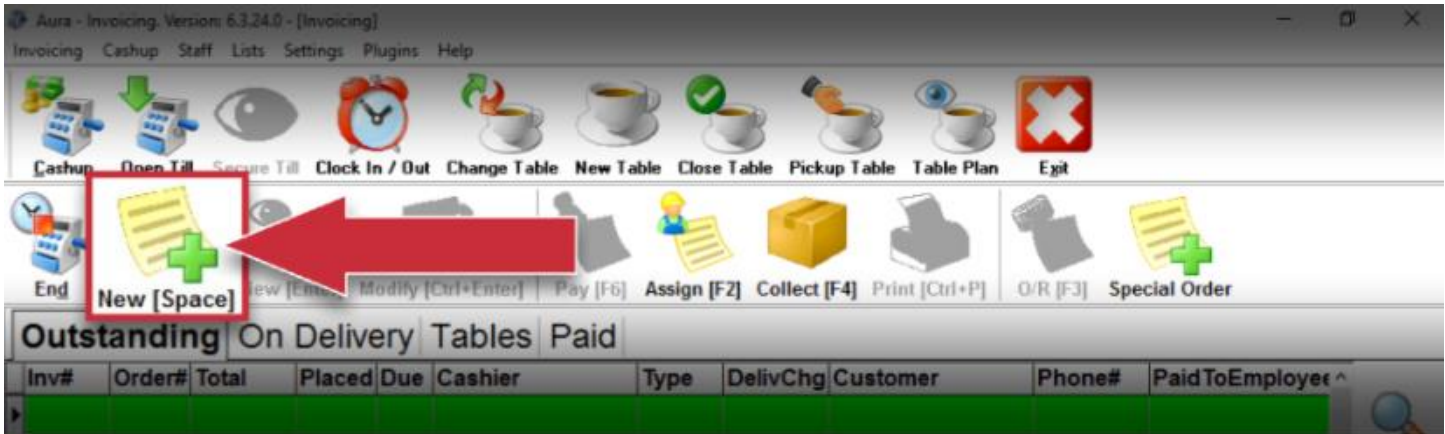 Aura - Invoicing. Version: 6.3.24.0 - [Invoicing]
Invoicing Cashup Staff Lists Settings Plugins Help
Cashup Open Till Secure Till Clock In / Out Change Table New Table Close Table Pickup Table Table Plan Exit
End New [Space] View [Enter] Modify [Ctrl+Enter] Pay [F6] Assign [F2] Collect [F4] Print [Ctrl+P] O/R [F3] Special Order
Outstanding On Delivery Tables Paid
Inv# Order# Total Placed Due Cashier Type DelivChg Customer Phone# PaidToEmployee